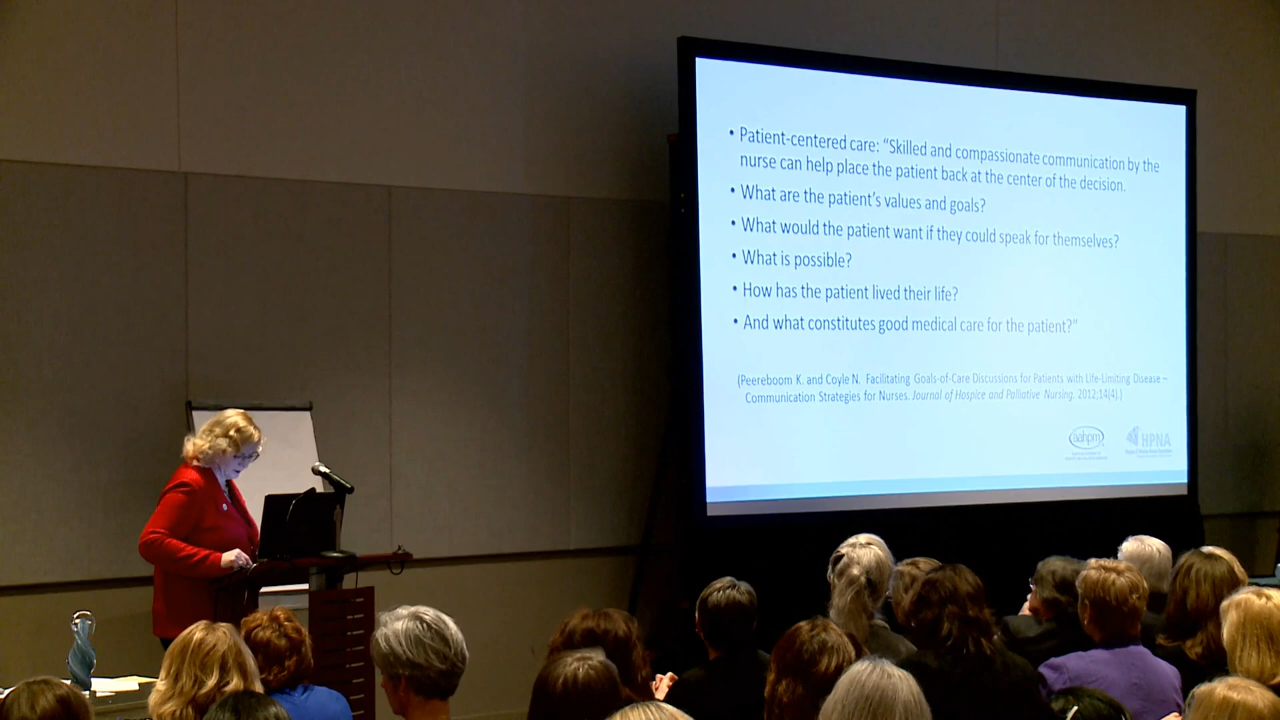 • Patient-centered care: “Skilled and compassionate communication by the
nurse can help place the patient back at the center of the decision.
• What are the patient’s values and goals?
• What would the patient want if they could speak for themselves?
• What is possible?
• How has the patient lived their life?
• And what constitutes good medical care for the patient?”
(Peereboom K. and Coyle N. Facilitating Goals-of-Care Discussions for Patients with Life-Limiting Disease –
Communication Strategies for Nurses. Journal of Hospice and Palliative Nursing. 2012;14(4).)
aahpm
HPNA